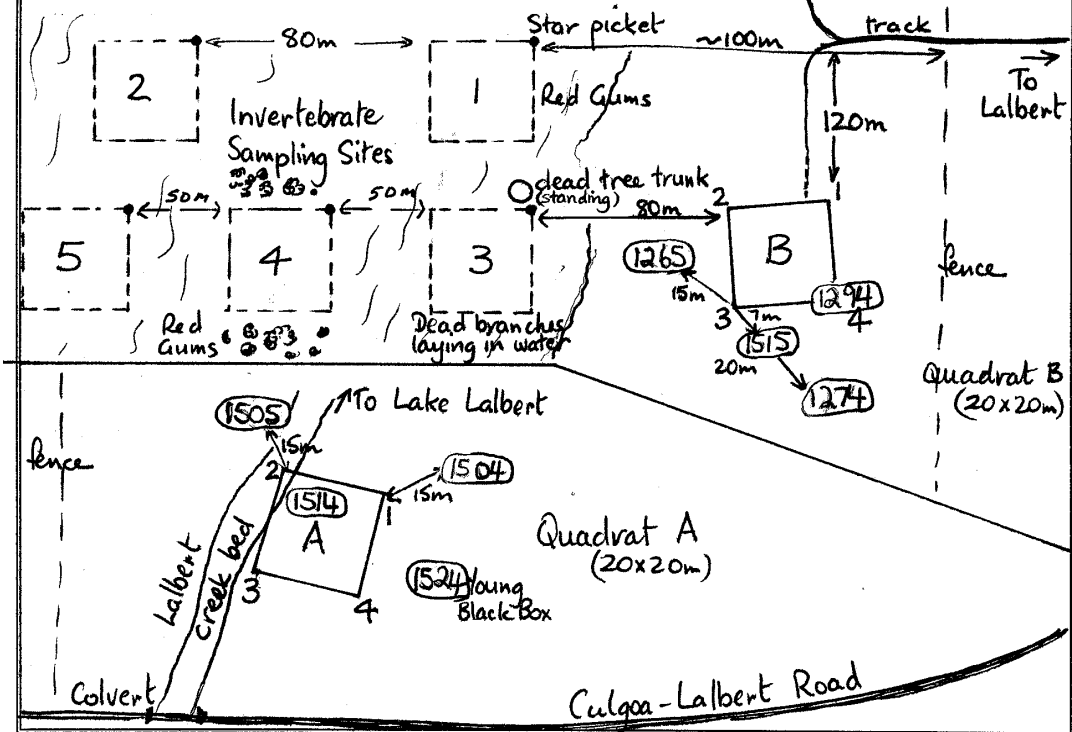 Star picket
track
80m
~100m
To
Lalbert
2
1
Red Gums
120m
Invertebrate
Sampling Sites
dead tree trunk
(standing)
50m
50m
80m
2
1
5
4
3
B
1265
fence
15m
1294
3
7m
4
Red
Gums
Dead branches
laying in water
1515
20m
Quadrat B
(20x20m)
1274
To Lake Lalbert
1505
15m
fence
2
1504
15m
1514
1
A
Quadrat A
(20x20m)
Lalbert
creek bed
3
4
1524
Young
Black Box
Colvert
Culgoa-Lalbert Road